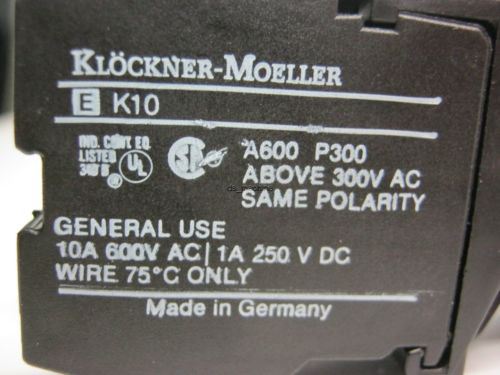 KLÖCKNER-MOELLER
E K10
IND. CONT. EQ.
LISTED
UL
A600 P300
ABOVE 300V AC
SAME POLARITY
GENERAL USE
10A 600V AC | 1A 250 V DC
WIRE 75°C ONLY
Made in Germany